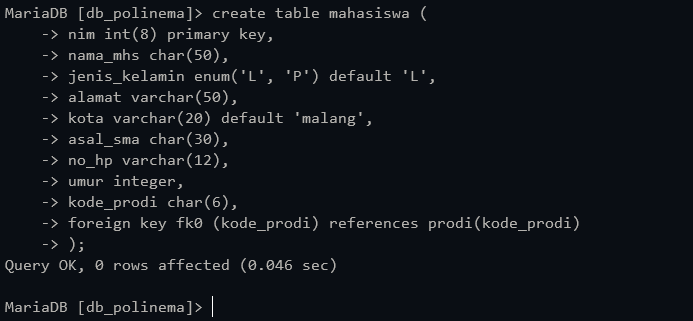 MariaDB [db_polinema]> create table mahasiswa (
    -> nim int(8) primary key,
    -> nama_mhs char(50),
    -> jenis_kelamin enum('L', 'P') default 'L',
    -> alamat varchar(50),
    -> kota varchar(20) default 'malang',
    -> asal_sma char(30),
    -> no_hp varchar(12),
    -> umur integer,
    -> kode_prodi char(6),
    -> foreign key fk0 (kode_prodi) references prodi(kode_prodi)
    -> );
Query OK, 0 rows affected (0.046 sec)
MariaDB [db_polinema]>